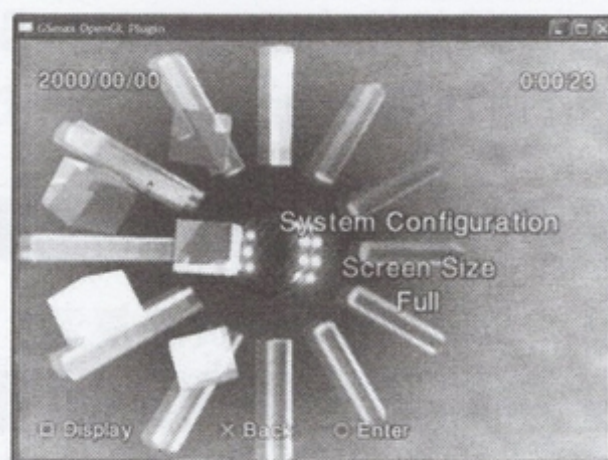 GSmax OpenGL Plugin
2000/00/00 0:00:23
System Configuration
Screen Size
Full
Display Back Enter